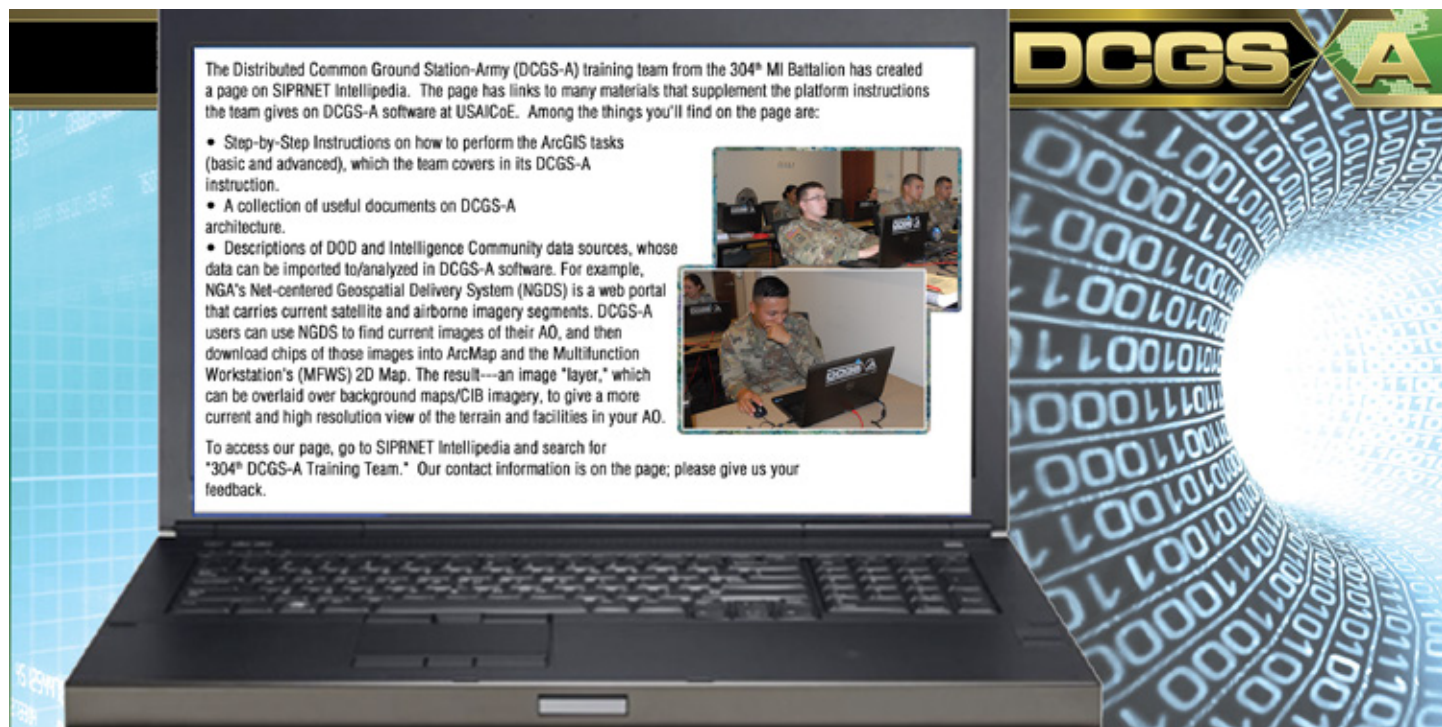 DCGS A
The Distributed Common Ground Station-Army (DCGS-A) training team from the 304th MI Battalion has created
a page on SIPRNET Intellipedia. The page has links to many materials that supplement the platform instructions
the team gives on DCGS-A software at USAICoE. Among the things you'll find on the page are:
• Step-by-Step Instructions on how to perform the ArcGIS tasks
(basic and advanced), which the team covers in its DCGS-A
instruction.
• A collection of useful documents on DCGS-A
architecture.
• Descriptions of DOD and Intelligence Community data sources, whose
data can be imported to/analyzed in DCGS-A software. For example,
NGA's Net-centered Geospatial Delivery System (NGDS) is a web portal
that carries current satellite and airborne imagery segments. DCGS-A
users can use NGDS to find current images of their AO, and then
download chips of those images into ArcMap and the Multifunction
Workstation's (MFWS) 2D Map. The result---an image "layer," which
can be overlaid over background maps/CIB imagery, to give a more
current and high resolution view of the terrain and facilities in your AO.
To access our page, go to SIPRNET Intellipedia and search for
"304th DCGS-A Training Team." Our contact information is on the page; please give us your
feedback.